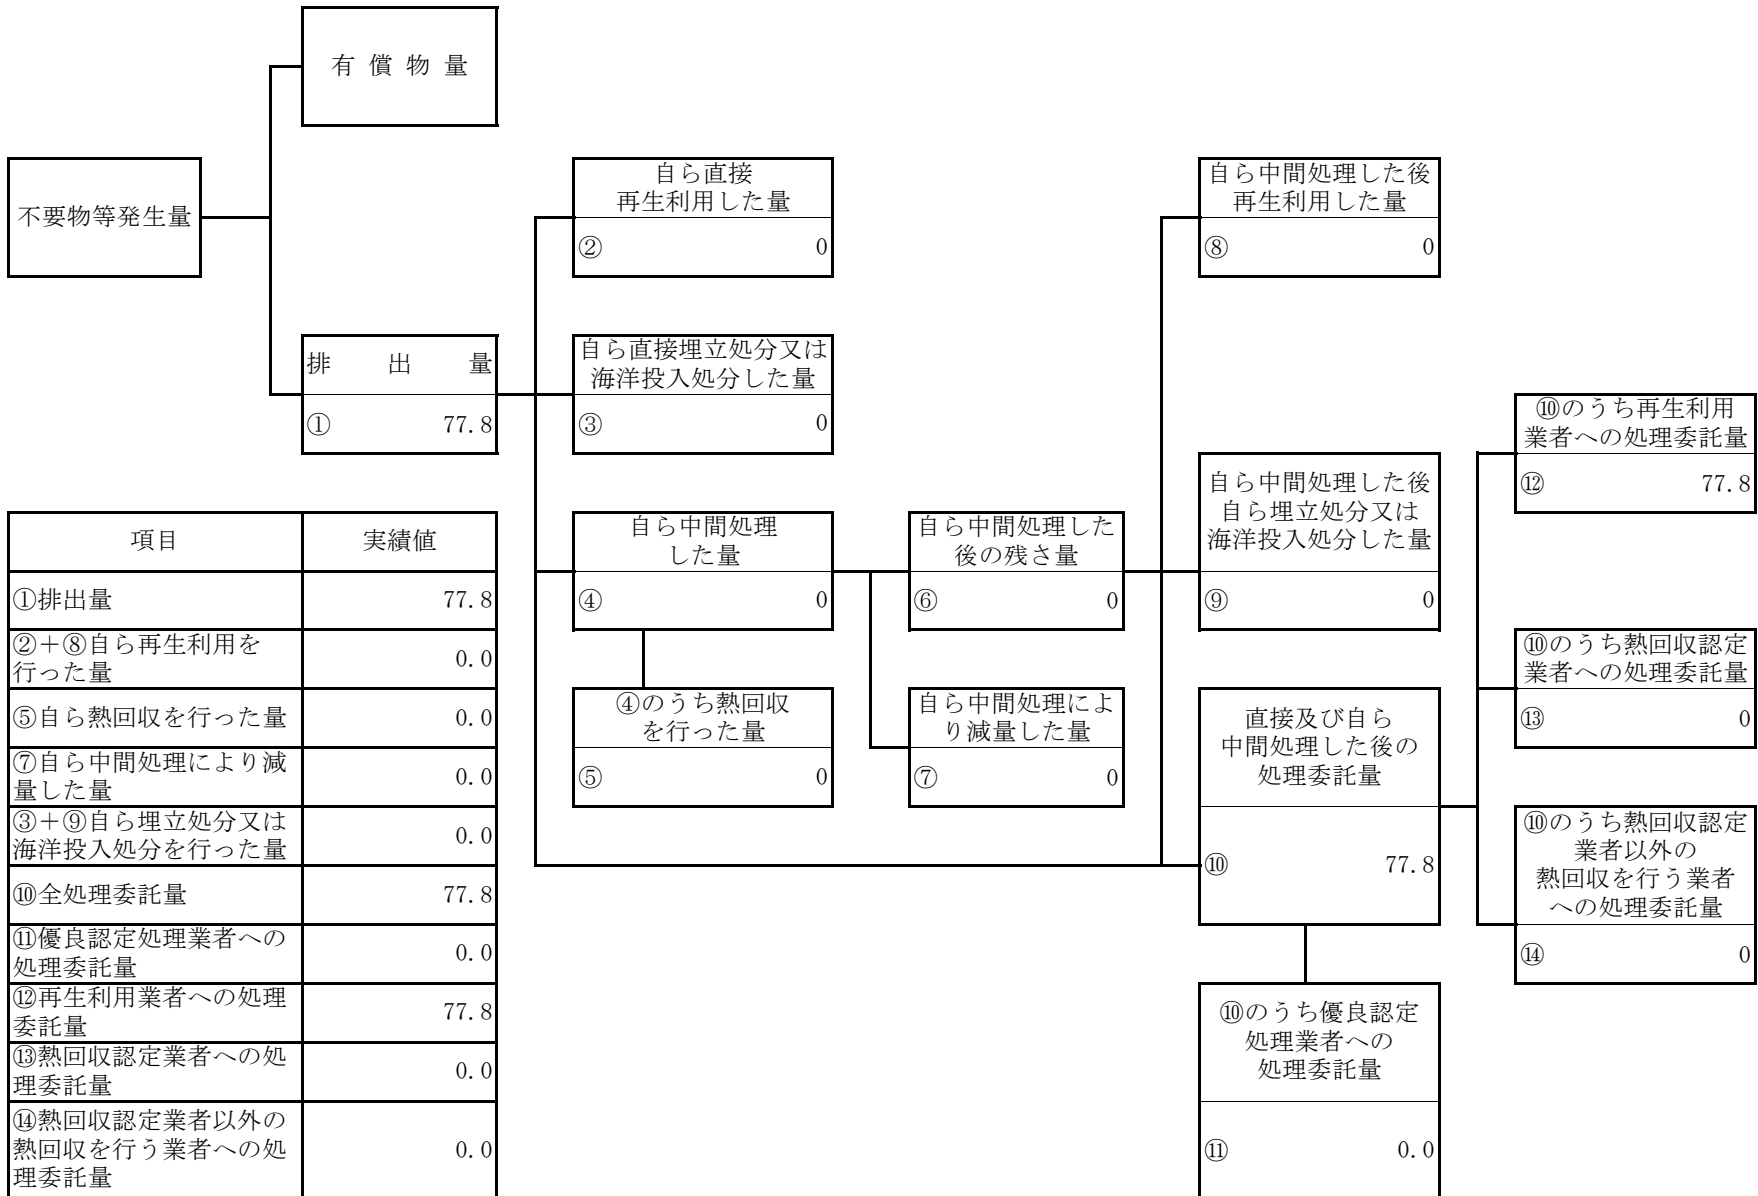 有 償 物 量
不要物等発生量
自ら直接
再生利用した量
② 0
自ら中間処理した後
再生利用した量
⑧ 0
排 出 量
① 77.8
自ら直接埋立処分又は
海洋投入処分した量
③ 0
⑩のうち再生利用
業者への処理委託量
⑫ 77.8
自ら中間処理した後
自ら埋立処分又は
海洋投入処分した量
⑨ 0
自ら中間処理
した量
④ 0
自ら中間処理した
後の残さ量
⑥ 0
⑩のうち熱回収認定
業者への処理委託量
⑬ 0
④のうち熱回収
を行った量
⑤ 0
自ら中間処理によ
り減量した量
⑦ 0
直接及び自ら
中間処理した後の
処理委託量
⑩ 77.8
⑩のうち熱回収認定
業者以外の
熱回収を行う業者
への処理委託量
⑭ 0
⑩のうち優良認定
処理業者への
処理委託量
⑪ 0.0
項目 実績値
①排出量 77.8
②＋⑧自ら再生利用を
行った量 0.0
⑤自ら熱回収を行った量 0.0
⑦自ら中間処理により減
量した量 0.0
③＋⑨自ら埋立処分又は
海洋投入処分を行った量 0.0
⑩全処理委託量 77.8
⑪優良認定処理業者への
処理委託量 0.0
⑫再生利用業者への処理
委託量 77.8
⑬熱回収認定業者への処
理委託量 0.0
⑭熱回収認定業者以外の
熱回収を行う業者への処 0.0
理委託量